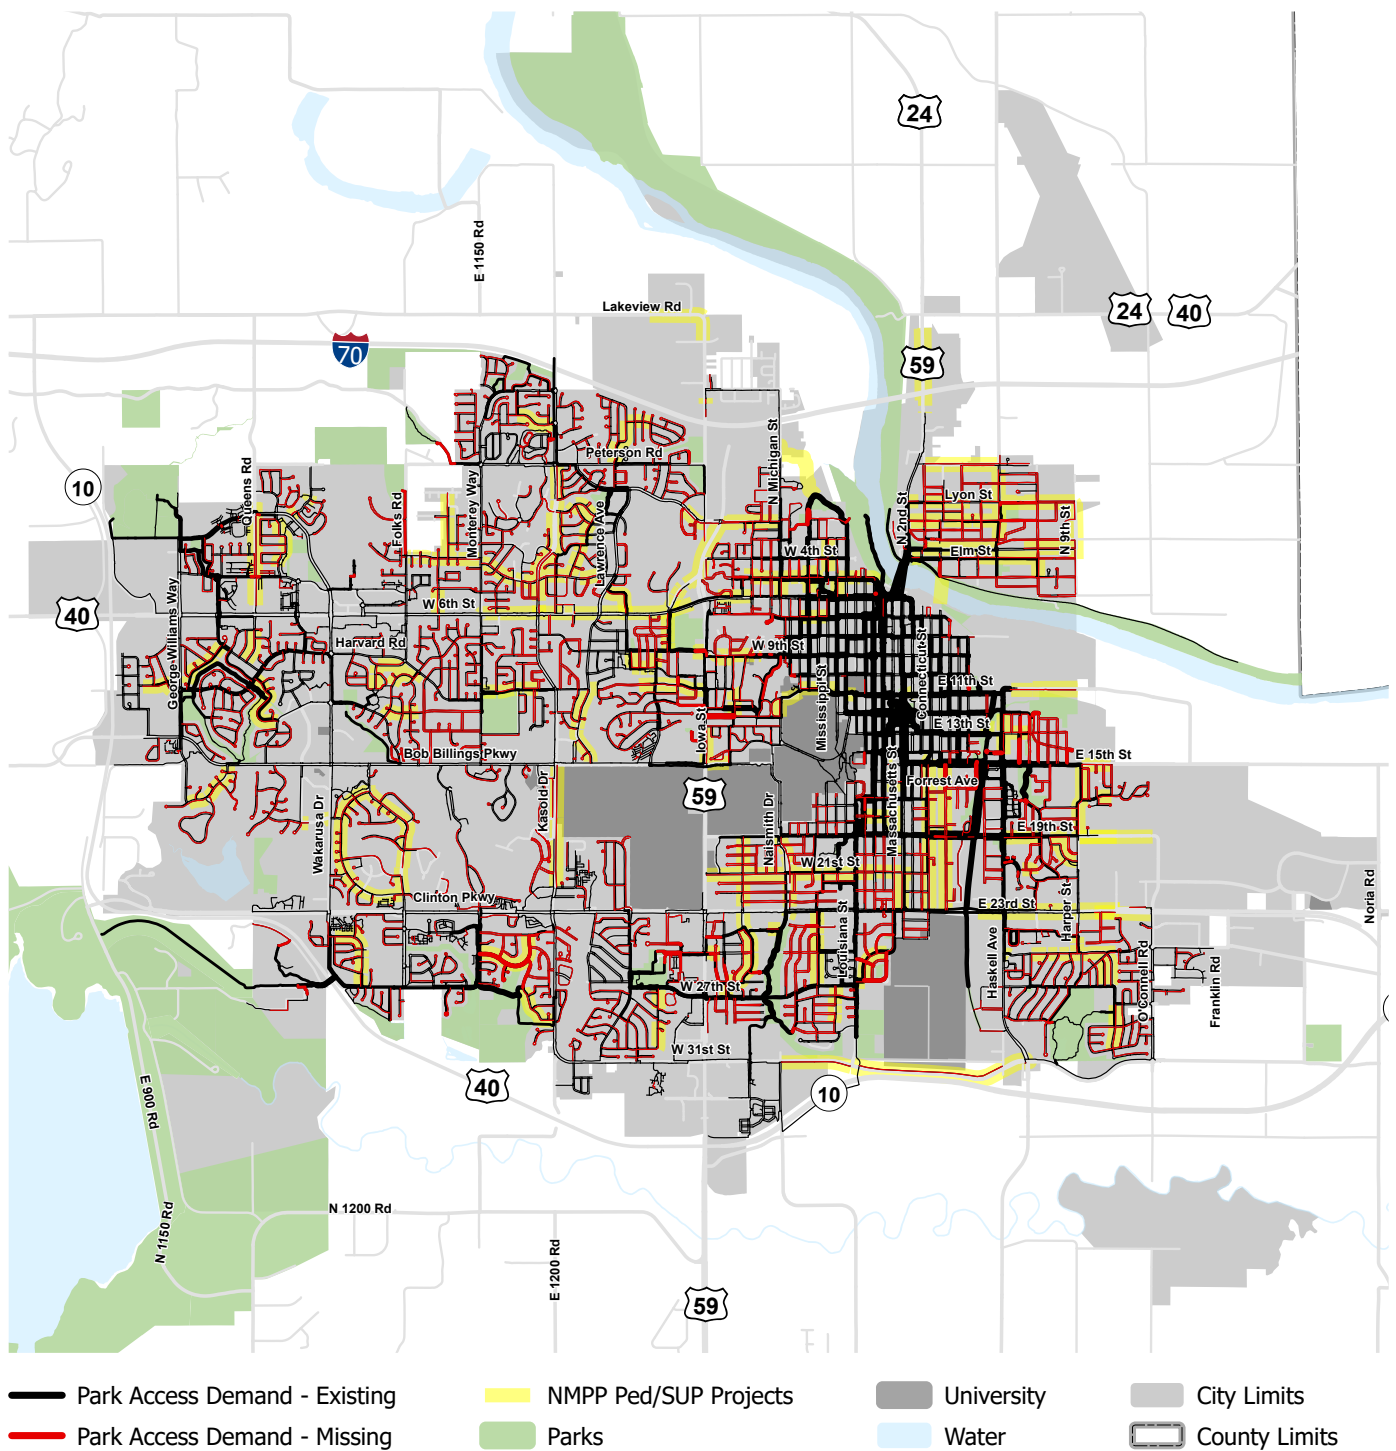 24
E 1150 Rd
Lakeview Rd
24
40
70
59
Peterson Rd
N Michigan St
Queens Rd
10
Folks Rd
Monterey Way
Lawrence Ave
N 2nd St
Lyon St
N 9th St
W 4th St
Elm St
George Williams Way
40
W 6th St
Harvard Rd
W 9th St
Connecticut St
Mississippi St
E 11th St
Iowa St
E 13th St
Bob Billings Pkwy
Massachusetts St
E 15th St
Forrest Ave
Kasold Dr
59
Wakarusa Dr
Naismith Dr
E 19th St
W 21st St
Clinton Pkwy
Harper St
Noria Rd
E 23rd St
Louisiana St
Haskell Ave
O'Connell Rd
Franklin Rd
W 27th St
W 31st St
E 900 Rd
40
10
N 1200 Rd
N 1150 Rd
E 1200 Rd
59
Park Access Demand - Existing
NMPP Ped/SUP Projects
University
City Limits
Park Access Demand - Missing
Parks
Water
County Limits